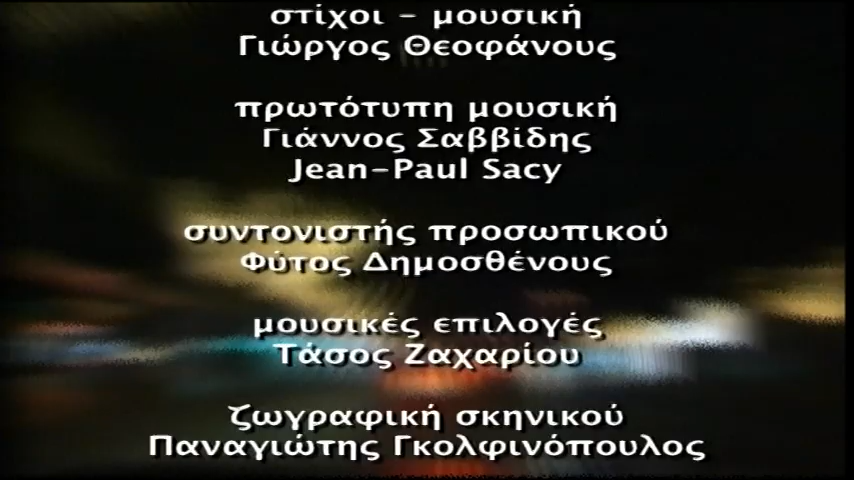 στίχοι – μουσική
Γιώργος Θεοφάνους
πρωτότυπη μουσική
Γιάννος Σαββίδης
Jean–Paul Sacy
συντονιστής προσωπικού
Φύτος Δημοσθένους
μουσικές επιλογές
Τάσος Ζαχαρίου
ζωγραφική σκηνικού
Παναγιώτης Γκολφινόπουλος